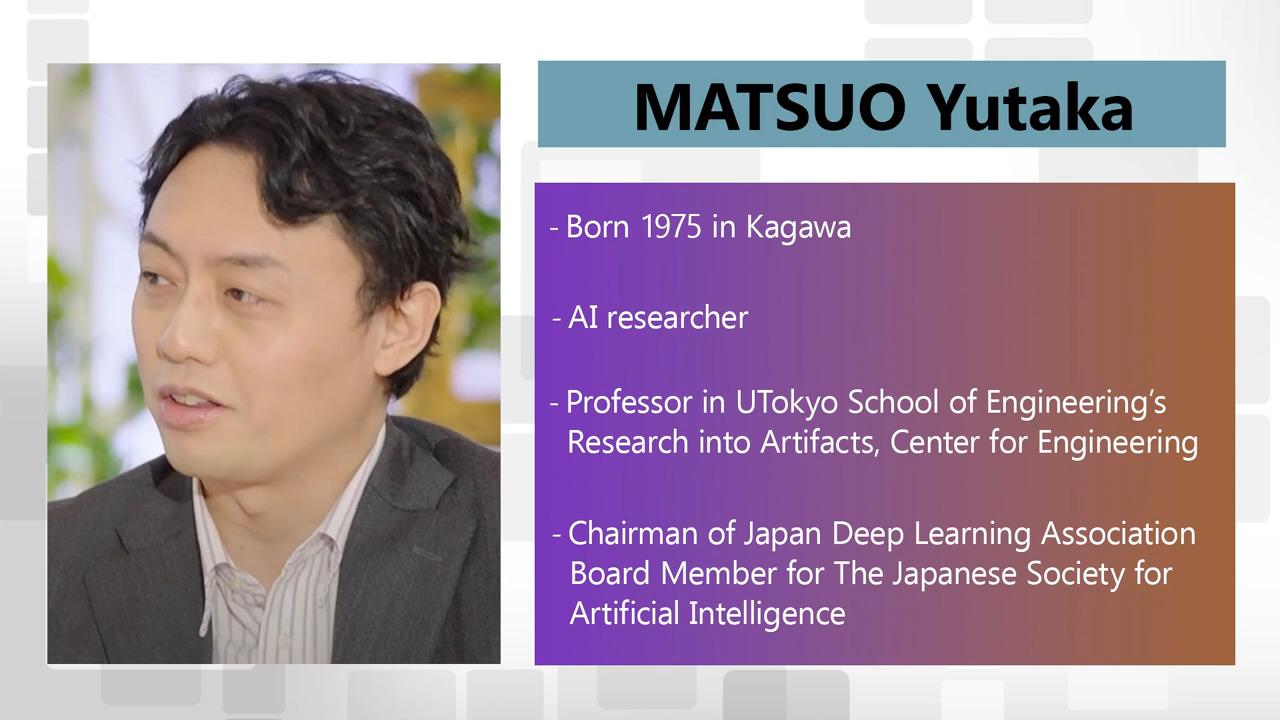 MATSUO Yutaka
- Born 1975 in Kagawa
- AI researcher
- Professor in UTokyo School of Engineering’s
Research into Artifacts, Center for Engineering
- Chairman of Japan Deep Learning Association
Board Member for The Japanese Society for
Artificial Intelligence